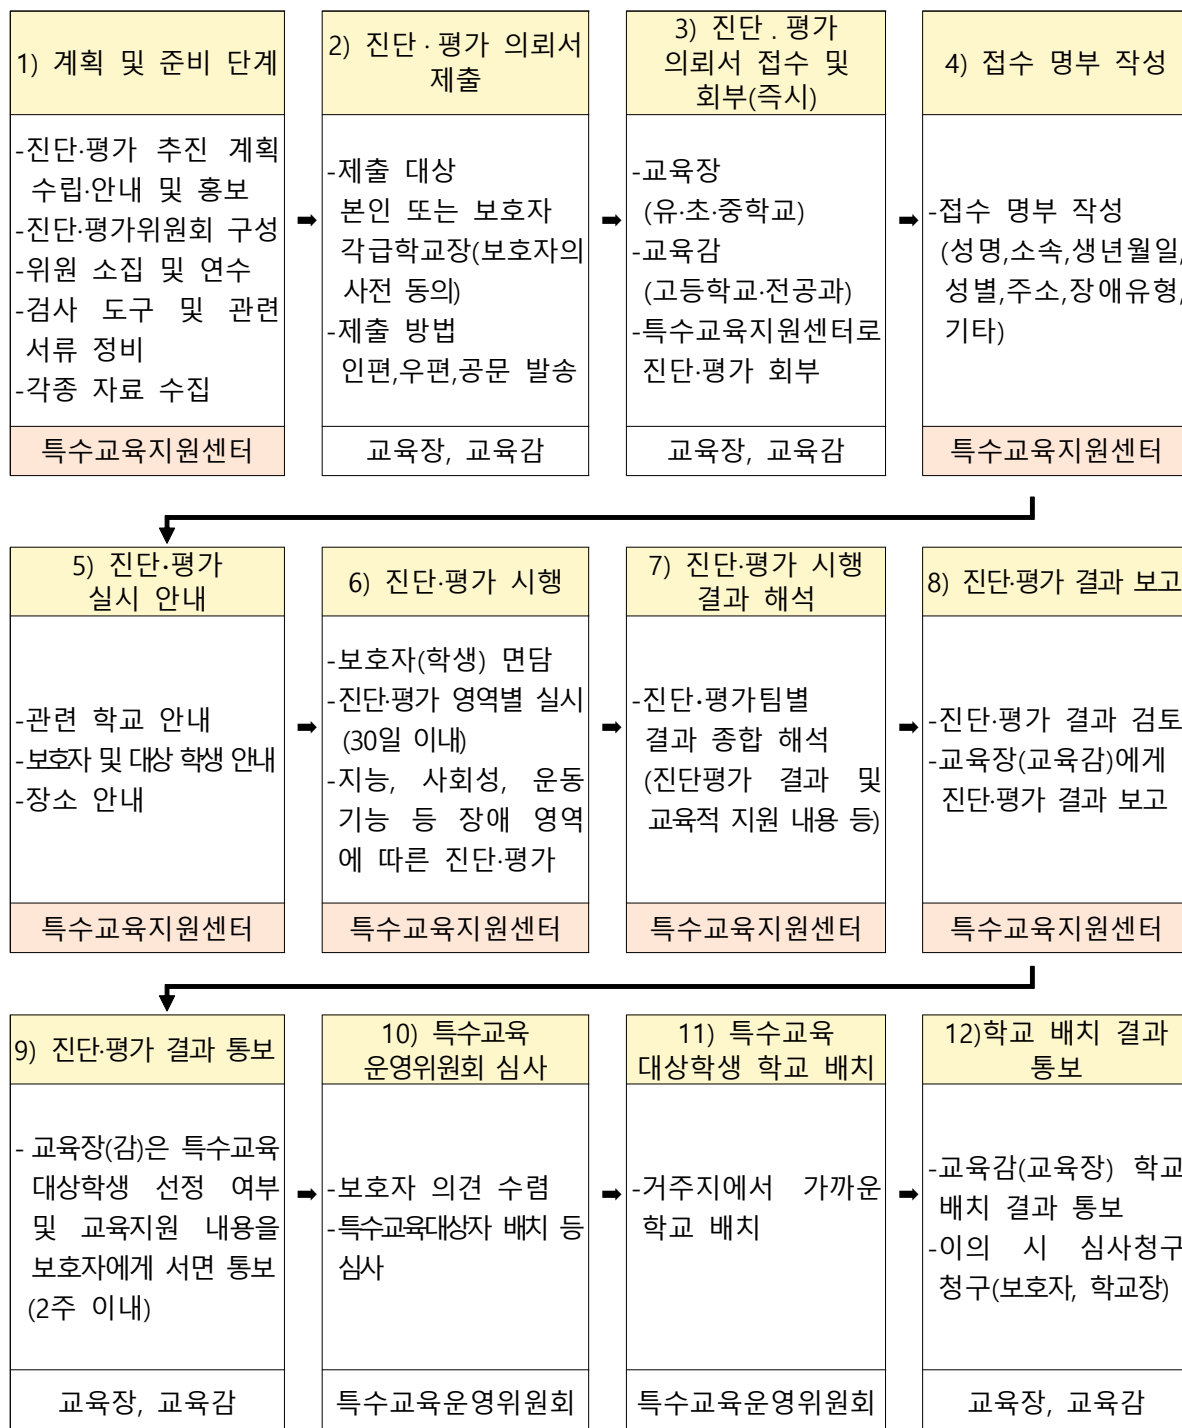 1) 계획 및 준비 단계
-진단·평가 추진 계획
수립·안내 및 홍보
-진단·평가위원회 구성
-위원 소집 및 연수
-검사 도구 및 관련
서류 정비
-각종 자료 수집
특수교육지원센터
➡
2) 진단·평가 의뢰서
제출
-제출 대상
본인 또는 보호자
각급학교장(보호자의
사전 동의)
-제출 방법
인편,우편,공문 발송
교육장, 교육감
➡
3) 진단 . 평가
의뢰서 접수 및
회부(즉시)
-교육장
(유·초·중학교)
-교육감
(고등학교·전공과)
-특수교육지원센터로
진단·평가 회부
교육장, 교육감
➡
4) 접수 명부 작성
-접수 명부 작성
(성명,소속,생년월일,
성별,주소,장애유형,
기타)
특수교육지원센터
5) 진단·평가
실시 안내
-관련 학교 안내
-보호자 및 대상 학생 안내
-장소 안내
특수교육지원센터
➡
6) 진단·평가 시행
-보호자(학생) 면담
-진단·평가 영역별 실시
(30일 이내)
-지능, 사회성, 운동
기능 등 장애 영역
에 따른 진단·평가
특수교육지원센터
➡
7) 진단·평가 시행
결과 해석
-진단·평가팀별
결과 종합 해석
(진단평가 결과 및
교육적 지원 내용 등)
특수교육지원센터
➡
8) 진단·평가 결과 보고
-진단·평가 결과 검토
-교육장(교육감)에게
진단·평가 결과 보고
특수교육지원센터
9) 진단·평가 결과 통보
- 교육장(감)은 특수교육
대상학생 선정 여부
및 교육지원 내용을
보호자에게 서면 통보
(2주 이내)
교육장, 교육감
➡
10) 특수교육
운영위원회 심사
-보호자 의견 수렴
-특수교육대상자 배치 등
심사
특수교육운영위원회
➡
11) 특수교육
대상학생 학교 배치
-거주지에서 가까운
학교 배치
특수교육운영위원회
➡
12)학교 배치 결과
통보
-교육감(교육장) 학교
배치 결과 통보
-이의 시 심사청구
청구(보호자, 학교장)
교육장, 교육감